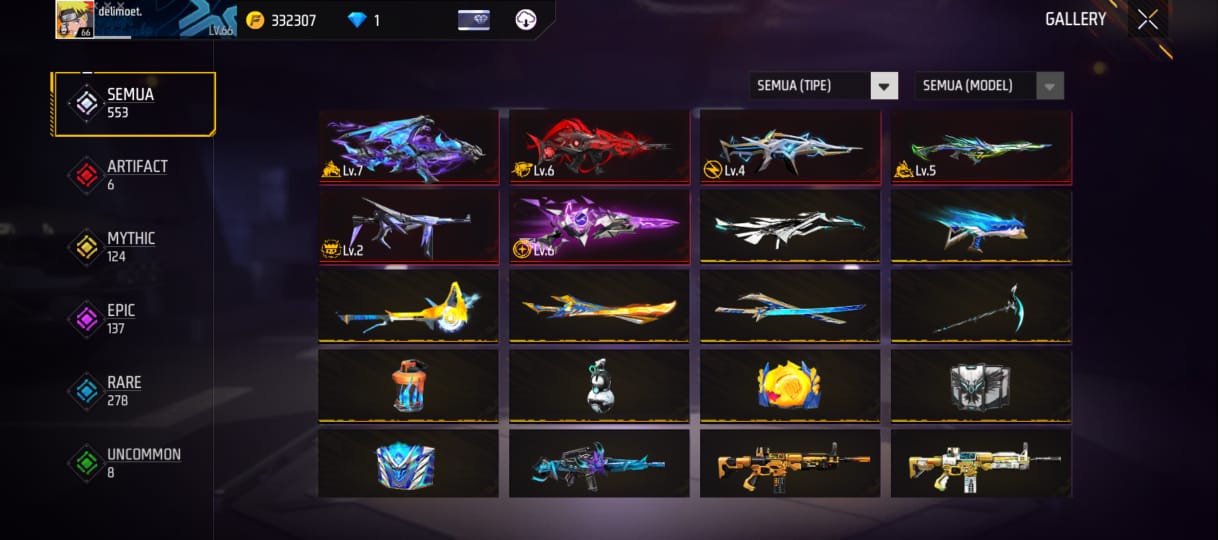 delimoet.
66
LV.66
332307
1
GALLERY
SEMUA (TIPE)
SEMUA (MODEL)
SEMUA
553
ARTIFACT
6
MYTHIC
124
EPIC
137
RARE
278
UNCOMMON
8
Lv.7
Lv.6
Lv.4
Lv.5
Lv.2
Lv.6